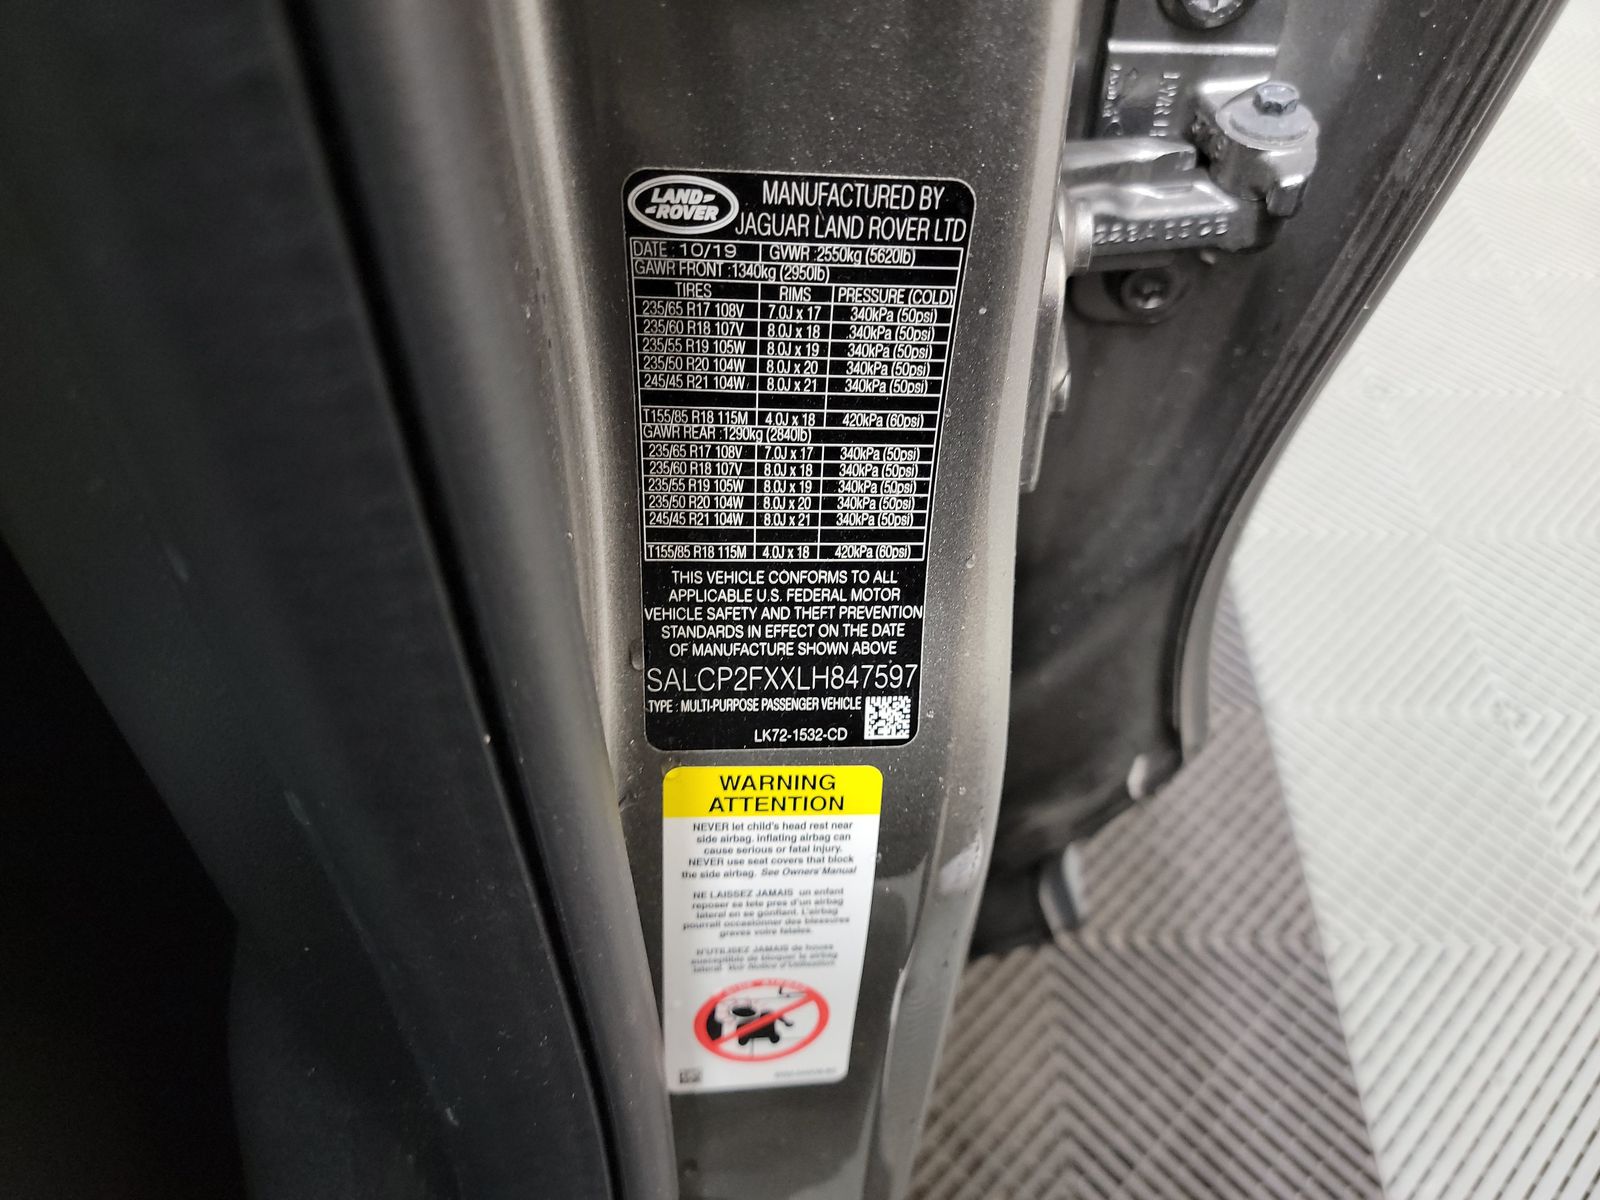 LAND
ROVER
MANUFACTURED BY
JAGUAR LAND ROVER LTD
DATE : 10/19 GVWR :2550kg (5620lb)
GAWR FRONT :1340kg (2950lb)
TIRES RIMS PRESSURE (COLD)
235/65 R17 108V 7.0J x 17 340kPa (50psi)
235/60 R18 107V 8.0J x 18 340kPa (50psi)
235/55 R19 105W 8.0J x 19 340kPa (50psi)
235/50 R20 104W 8.0J x 20 340kPa (50psi)
245/45 R21 104W 8.0J x 21 340kPa (50psi)
T155/85 R18 115M 4.0J x 18 420kPa (60psi)
GAWR REAR :1290kg (2840lb)
235/65 R17 108V 7.0J x 17 340kPa (50psi)
235/60 R18 107V 8.0J x 18 340kPa (50psi)
235/55 R19 105W 8.0J x 19 340kPa (50psi)
235/50 R20 104W 8.0J x 20 340kPa (50psi)
245/45 R21 104W 8.0J x 21 340kPa (50psi)
T155/85 R18 115M 4.0J x 18 420kPa (60psi)
THIS VEHICLE CONFORMS TO ALL
APPLICABLE U.S. FEDERAL MOTOR
VEHICLE SAFETY AND THEFT PREVENTION
STANDARDS IN EFFECT ON THE DATE
OF MANUFACTURE SHOWN ABOVE
SALCP2FXXLH847597
TYPE : MULTI-PURPOSE PASSENGER VEHICLE
LK72-1532-CD
WARNING
ATTENTION
NEVER let child's head rest near
side airbag, inflating airbag can
cause serious or fatal injury.
NEVER use seat covers that block
the side airbag. See Owners Manual
NE LAISSEZ JAMAIS un enfant
reposer se tete pres d'un airbag
lateral en se gonflant. L'airbag
pourrait occasionner des blessures
graves voire fatales.
N'UTILISEZ JAMAIS de houss
susceptible de bloquer le airbag
lateral. Voir Notice d'Utilisation.